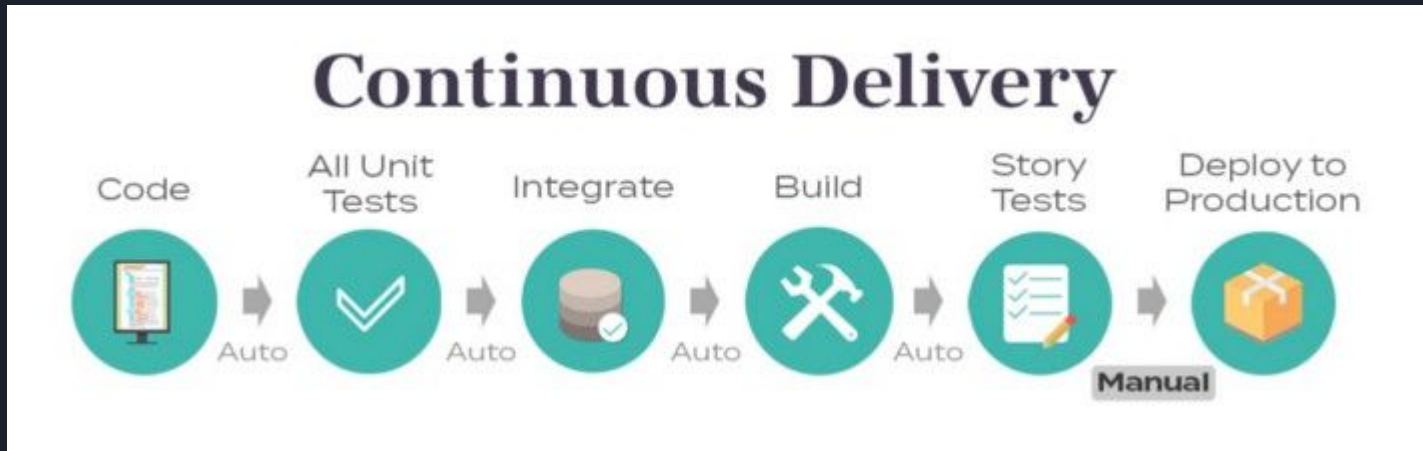 Continuous Delivery
Code
All Unit
Tests
Integrate
Build
Story
Tests
Deploy to
Production
Auto
Auto
Auto
Auto
Manual